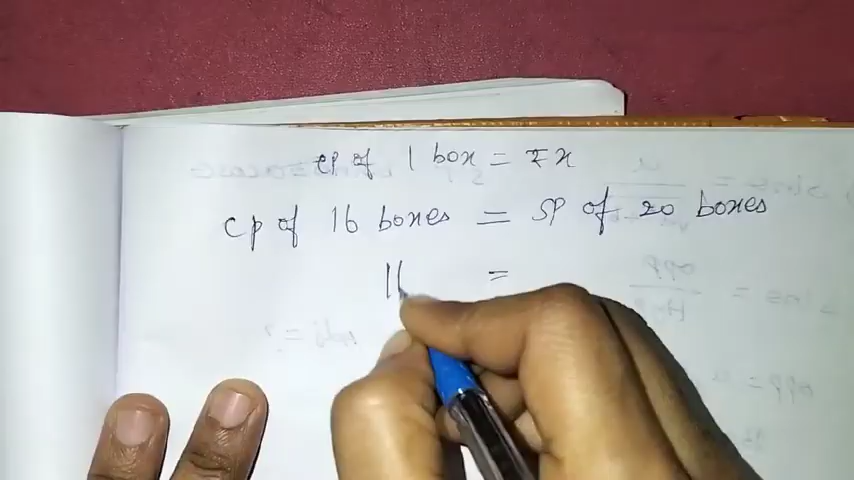 cp of 1 box = ₹ x
cp of 16 boxes = SP of 20 boxes
16 =